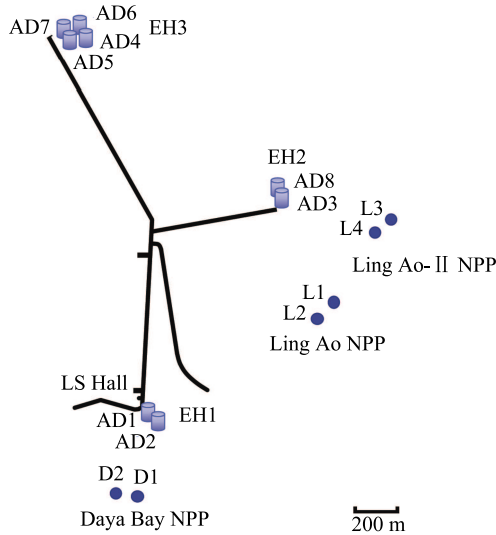 AD6
AD7 EH3
AD4
AD5
EH2
AD8
AD3
L3
L4
Ling Ao-Ⅱ NPP
L1
L2
Ling Ao NPP
LS Hall
AD1 EH1
AD2
D2 D1
Daya Bay NPP
200 m